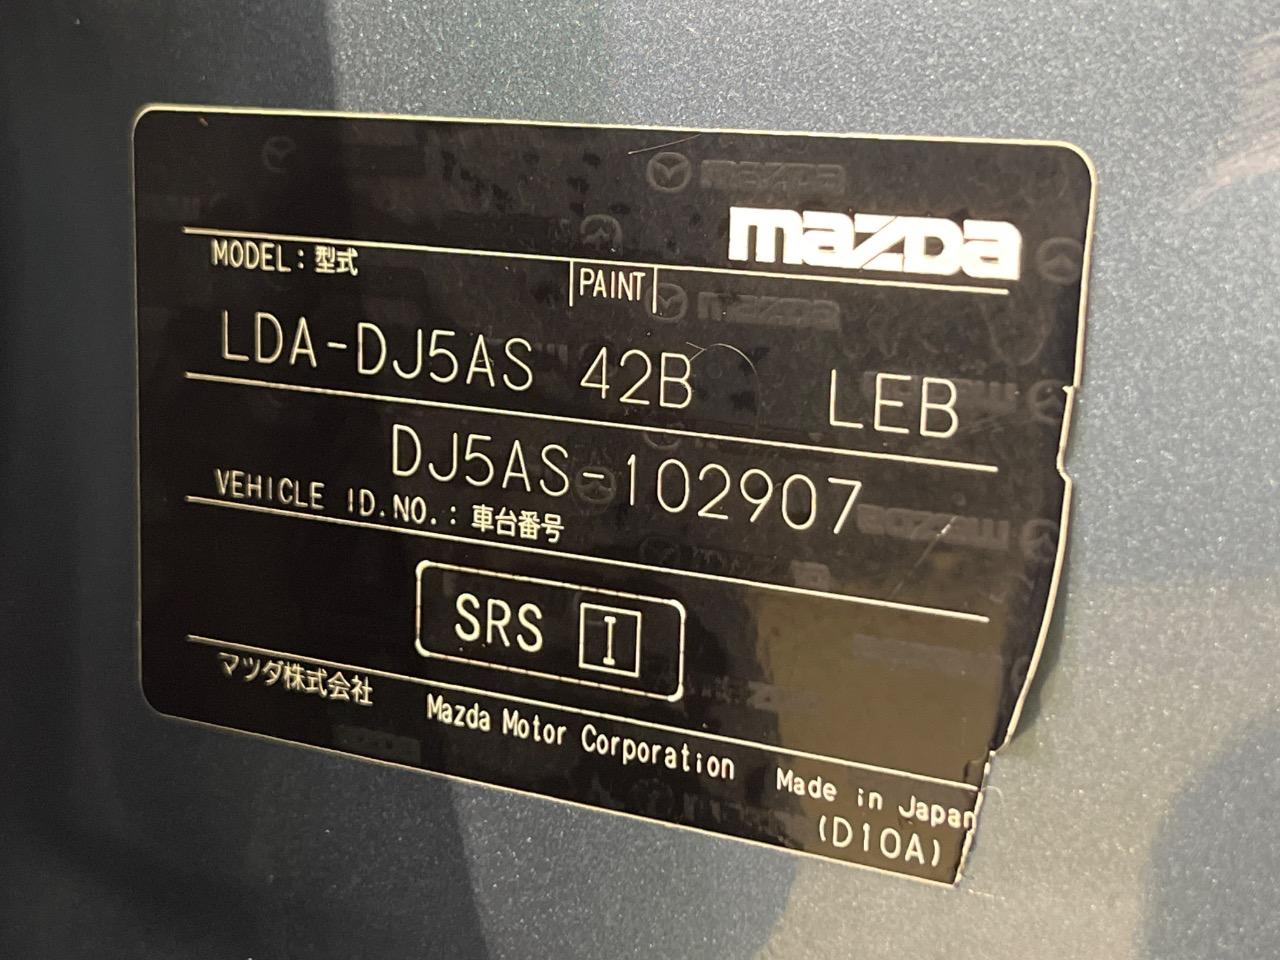 mazda
MODEL：型式
PAINT
LDA-DJ5AS 42B LEB
DJ5AS-102907
VEHICLE ID.NO.：車台番号
SRS I
マツダ株式会社 Mazda Motor Corporation Made in Japan
(D10A)